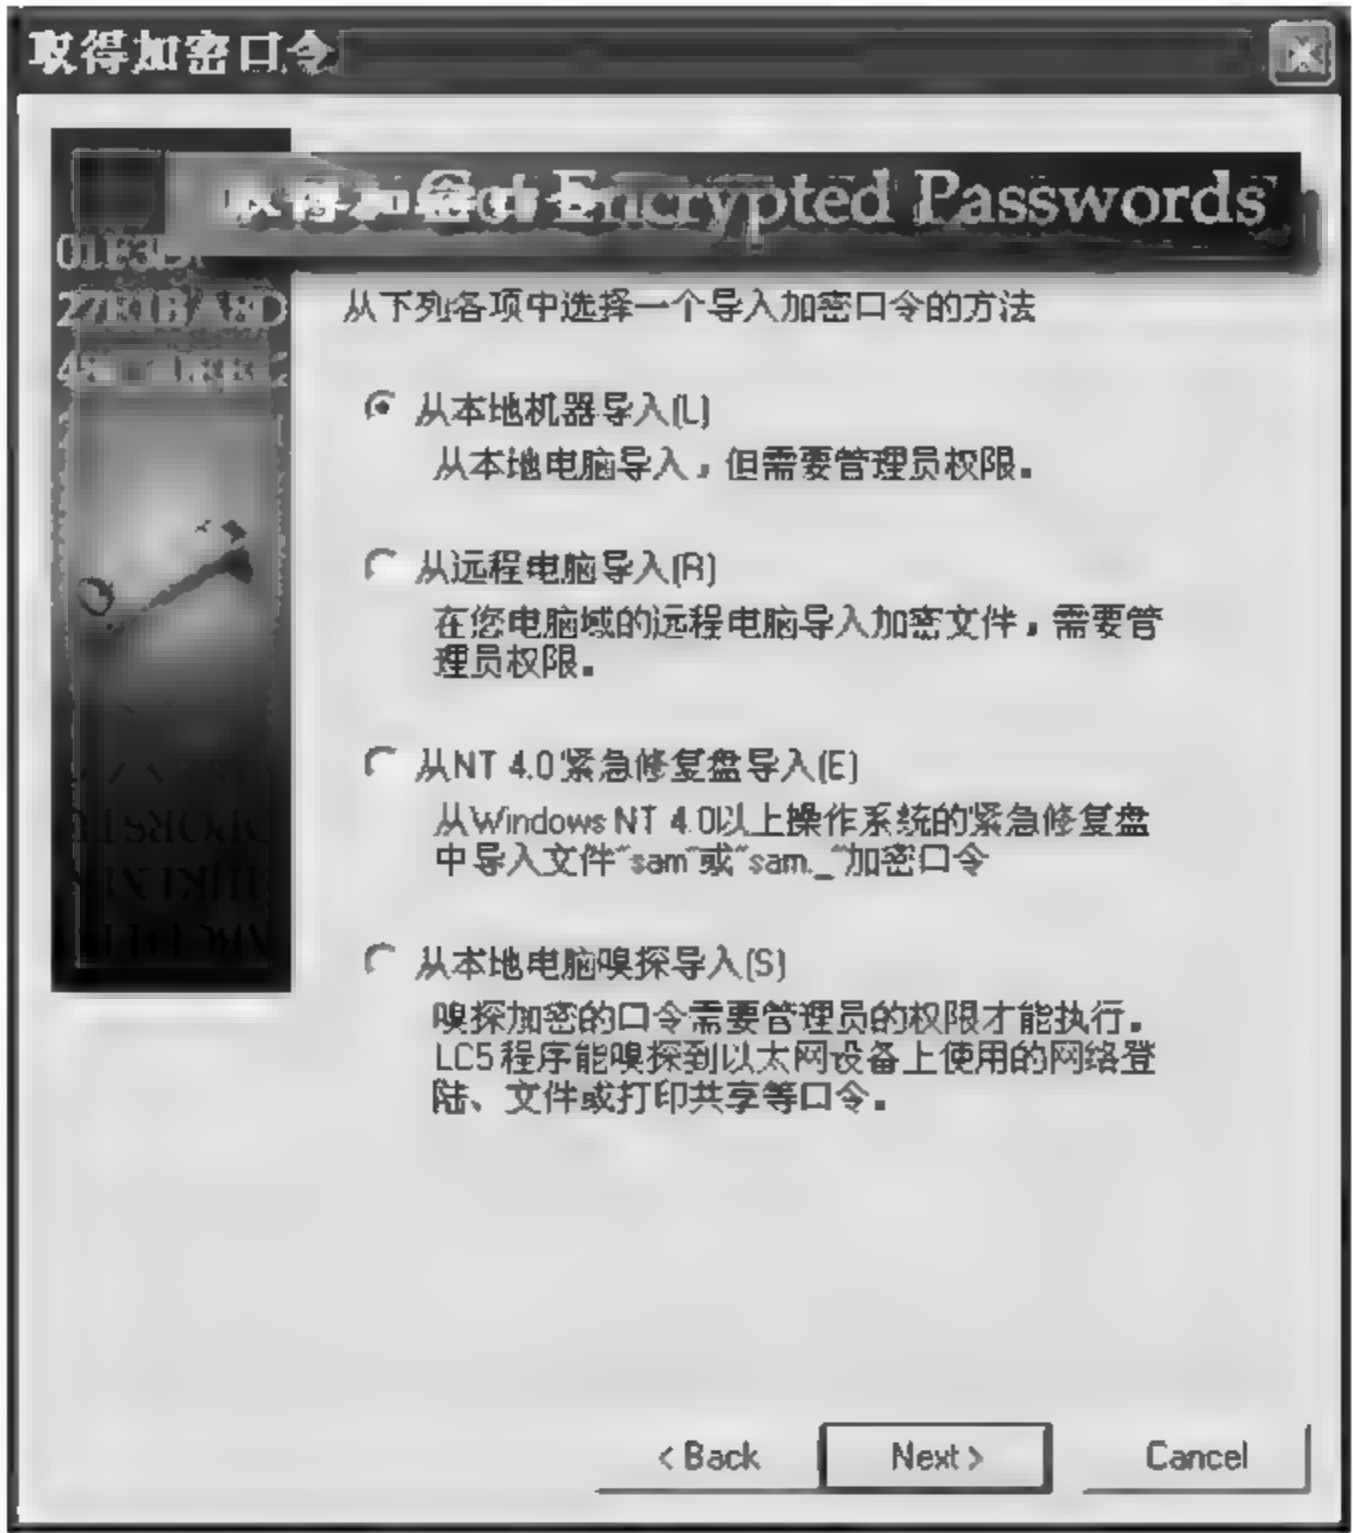 取得加密口令
Encrypted Passwords
从下列各项中选择一个导入加密口令的方法
从本地机器导入(L)
从本地电脑导入，但需要管理员权限。
从远程电脑导入(R)
在您电脑域的远程电脑导入加密文件，需要管
理员权限。
从NT 4.0紧急修复盘导入(E)
从Windows NT 4.0以上操作系统的紧急修复盘
中导入文件"sam"或"sam._"加密口令
从本地电脑嗅探导入(S)
嗅探加密的口令需要管理员的权限才能执行。
LC5程序能嗅探到以太网设备上使用的网络登
陆、文件或打印共享等口令。
< Back
Next >
Cancel